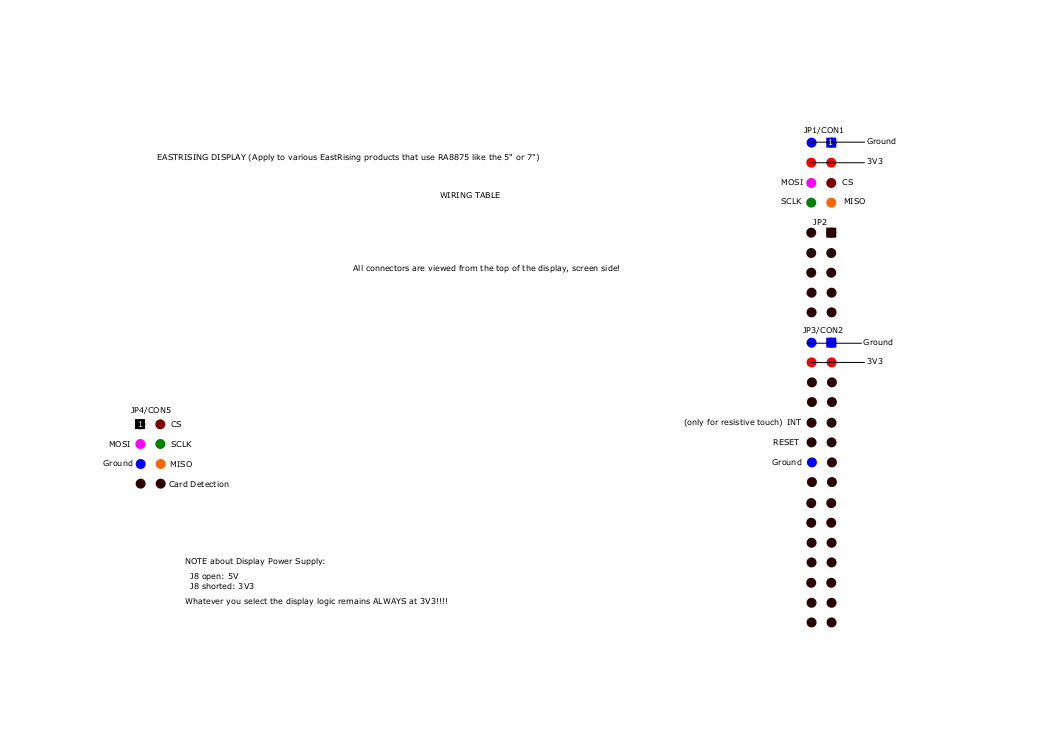 JP1/CON1
1
Ground
EASTRISING DISPLAY (Apply to various EastRising products that use RA8875 like the 5" or 7")
3V3
MOSI
CS
WIRING TABLE
SCLK
MISO
JP2
All connectors are viewed from the top of the display, screen side!
JP3/CON2
Ground
3V3
JP4/CON5
1
CS
(only for resistive touch) INT
MOSI
SCLK
RESET
Ground
MISO
Ground
Card Detection
NOTE about Display Power Supply:
J8 open: 5V
J8 shorted: 3V3
Whatever you select the display logic remains ALWAYS at 3V3!!!!